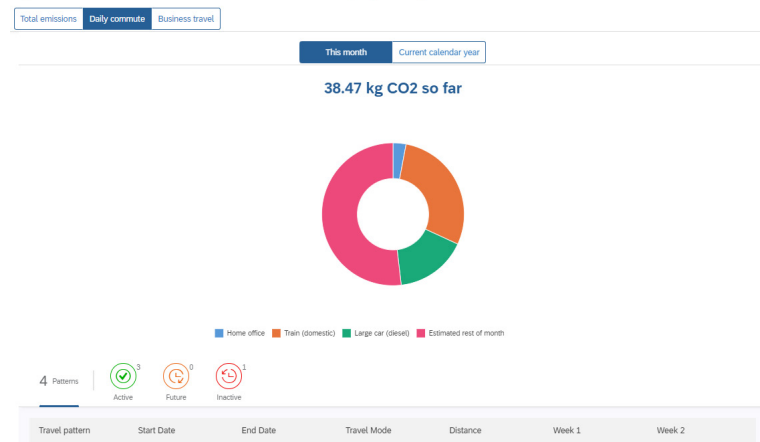 Total emissions Daily commute Business travel
This month Current calendar year
38.47 kg CO2 so far
Home office Train (domestic) Large car (diesel) Estimated rest of month
4 Patterns 3 0 1
Active Future Inactive
Travel pattern Start Date End Date Travel Mode Distance Week 1 Week 2